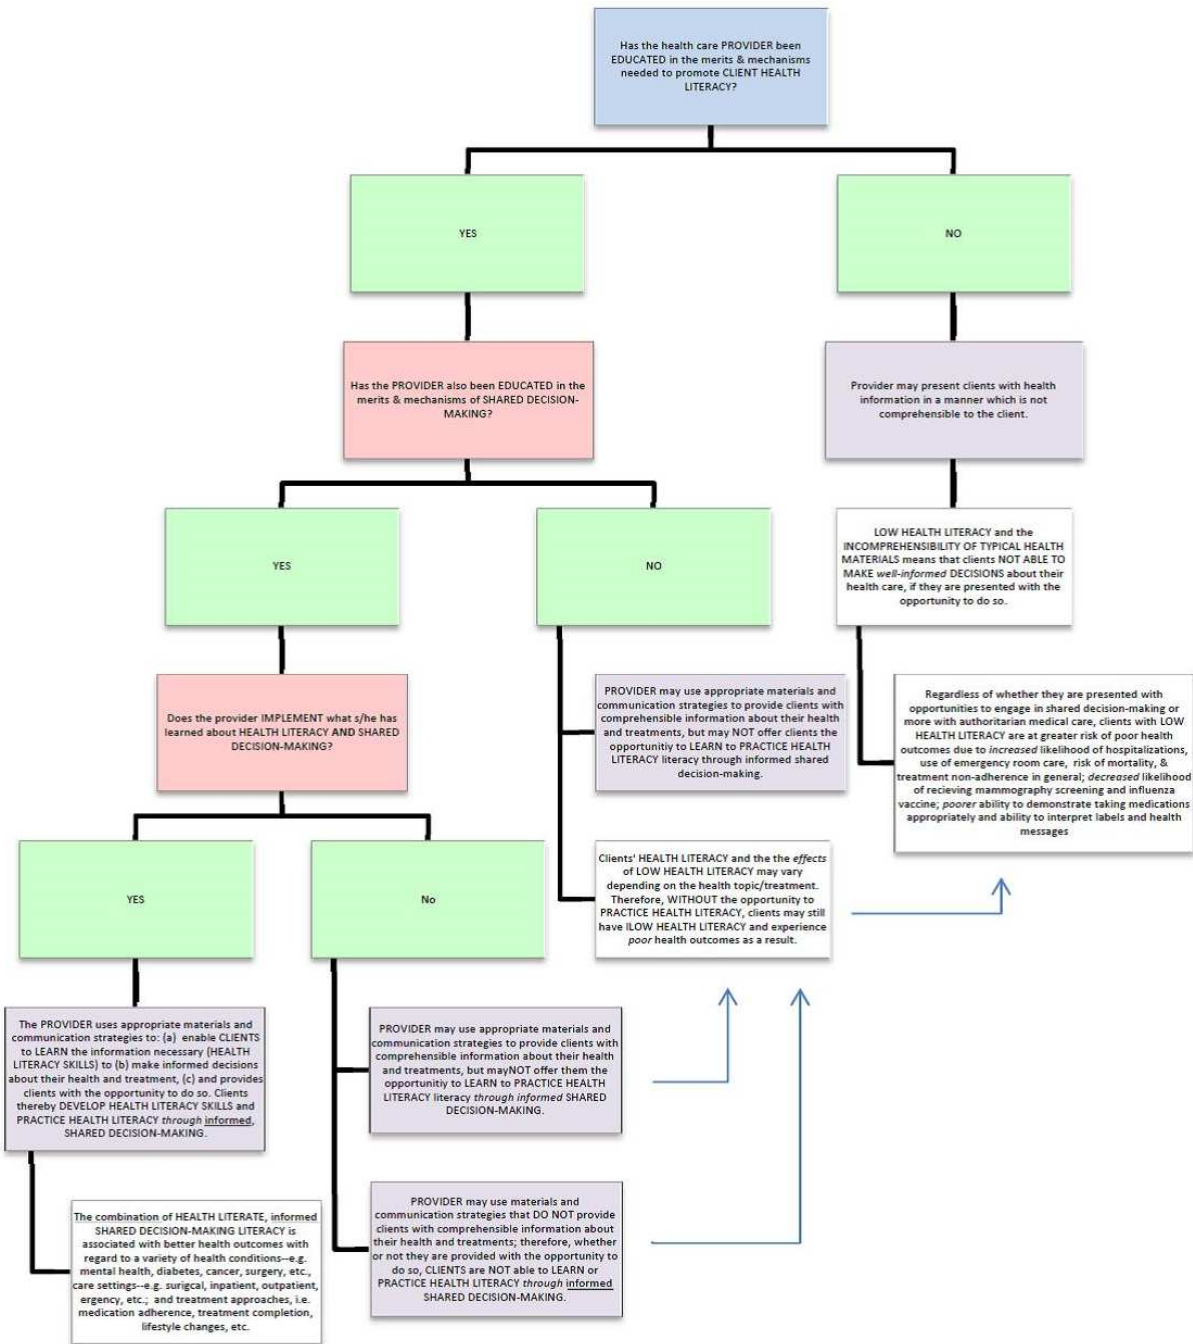 Has the health care PROVIDER been
EDUCATED in the merits & mechanisms
needed to promote CLIENT HEALTH
LITERACY?
YES
NO
Has the PROVIDER also been EDUCATED in the
merits & mechanisms of SHARED DECISION-
MAKING?
Provider may present clients with health
information in a manner which is not
comprehensible to the client.
YES
NO
LOW HEALTH LITERACY and the
INCOMPREHENSIBILITY OF TYPICAL HEALTH
MATERIALS means that clients NOT ABLE TO
MAKE well-informed DECISIONS about their
health care, if they are presented with the
opportunity to do so.
Does the provider IMPLEMENT what s/he has
learned about HEALTH LITERACY AND SHARED
DECISION-MAKING?
PROVIDER may use appropriate materials and
communication strategies to provide clients with
comprehensible information about their health
and treatments, but may NOT offer clients the
opportunitiy to LEARN to PRACTICE HEALTH
LITERACY literacy through informed shared
decision-making.
Regardless of whether they are presented with
opportunities to engage in shared decision-making or
more with authoritarian medical care, clients with LOW
HEALTH LITERACY are at greater risk of poor health
outcomes due to increased likelihood of hospitalizations,
use of emergency room care, risk of mortality, &
treatment non-adherence in general; decreased likelihood
of recieving mammography screening and influenza
vaccine; poorer ability to demonstrate taking medications
appropriately and ability to interpret labels and health
messages
YES
No
Clients' HEALTH LITERACY and the the effects
of LOW HEALTH LITERACY may vary
depending on the health topic/treatment.
Therefore, WITHOUT the opportunity to
PRACTICE HEALTH LITERACY, clients may still
have lLOW HEALTH LITERACY and experience
poor health outcomes as a result.
The PROVIDER uses appropriate materials and
communication strategies to: (a) enable CLIENTS
to LEARN the information necessary (HEALTH
LITERACY SKILLS) to (b) make informed decisions
about their health and treatment, (c) and provides
clients with the opportunity to do so. Clients
thereby DEVELOP HEALTH LITERACY SKILLS and
PRACTICE HEALTH LITERACY through informed,
SHARED DECISION-MAKING.
PROVIDER may use appropriate materials and
communication strategies to provide clients with
comprehensible information about their health
and treatments, but mayNOT offer them the
opportunitiy to LEARN to PRACTICE HEALTH
LITERACY literacy through informed SHARED
DECISION-MAKING.
The combination of HEALTH LITERATE, informed
SHARED DECISION-MAKING LITERACY is
associated with better health outcomes with
regard to a variety of health conditions--e.g.
mental health, diabetes, cancer, surgery, etc.,
care settings--e.g. surigcal, inpatient, outpatient,
ergency, etc.; and treatment approaches, i.e.
medication adherence, treatment completion,
lifestyle changes, etc.
PROVIDER may use materials and
communication strategies that DO NOT provide
clients with comprehensible information about
their health and treatments; therefore, whether
or not they are provided with the opportunity to
do so, CLIENTS are NOT able to LEARN or
PRACTICE HEALTH LITERACY through informed
SHARED DECISION-MAKING.